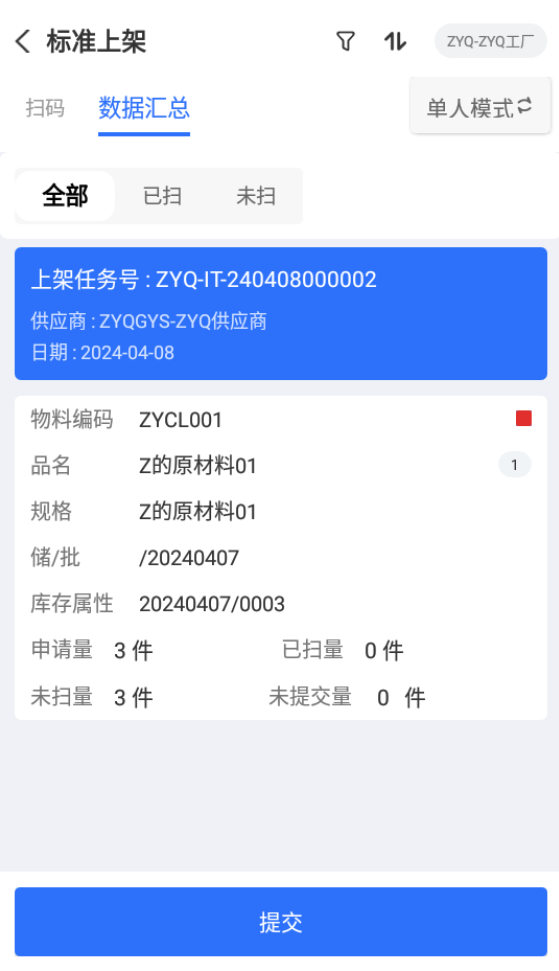 标准上架 ZYQ-ZYQ工厂
扫码 数据汇总 单人模式
全部 已扫 未扫
上架任务号 : ZYQ-IT-240408000002
供应商 : ZYQGYS-ZYQ供应商
日期 : 2024-04-08
物料编码 ZYCL001
品名 Z的原材料01 1
规格 Z的原材料01
储/批 /20240407
库存属性 20240407/0003
申请量 3 件 已扫量 0 件
未扫量 3 件 未提交量 0 件
提交